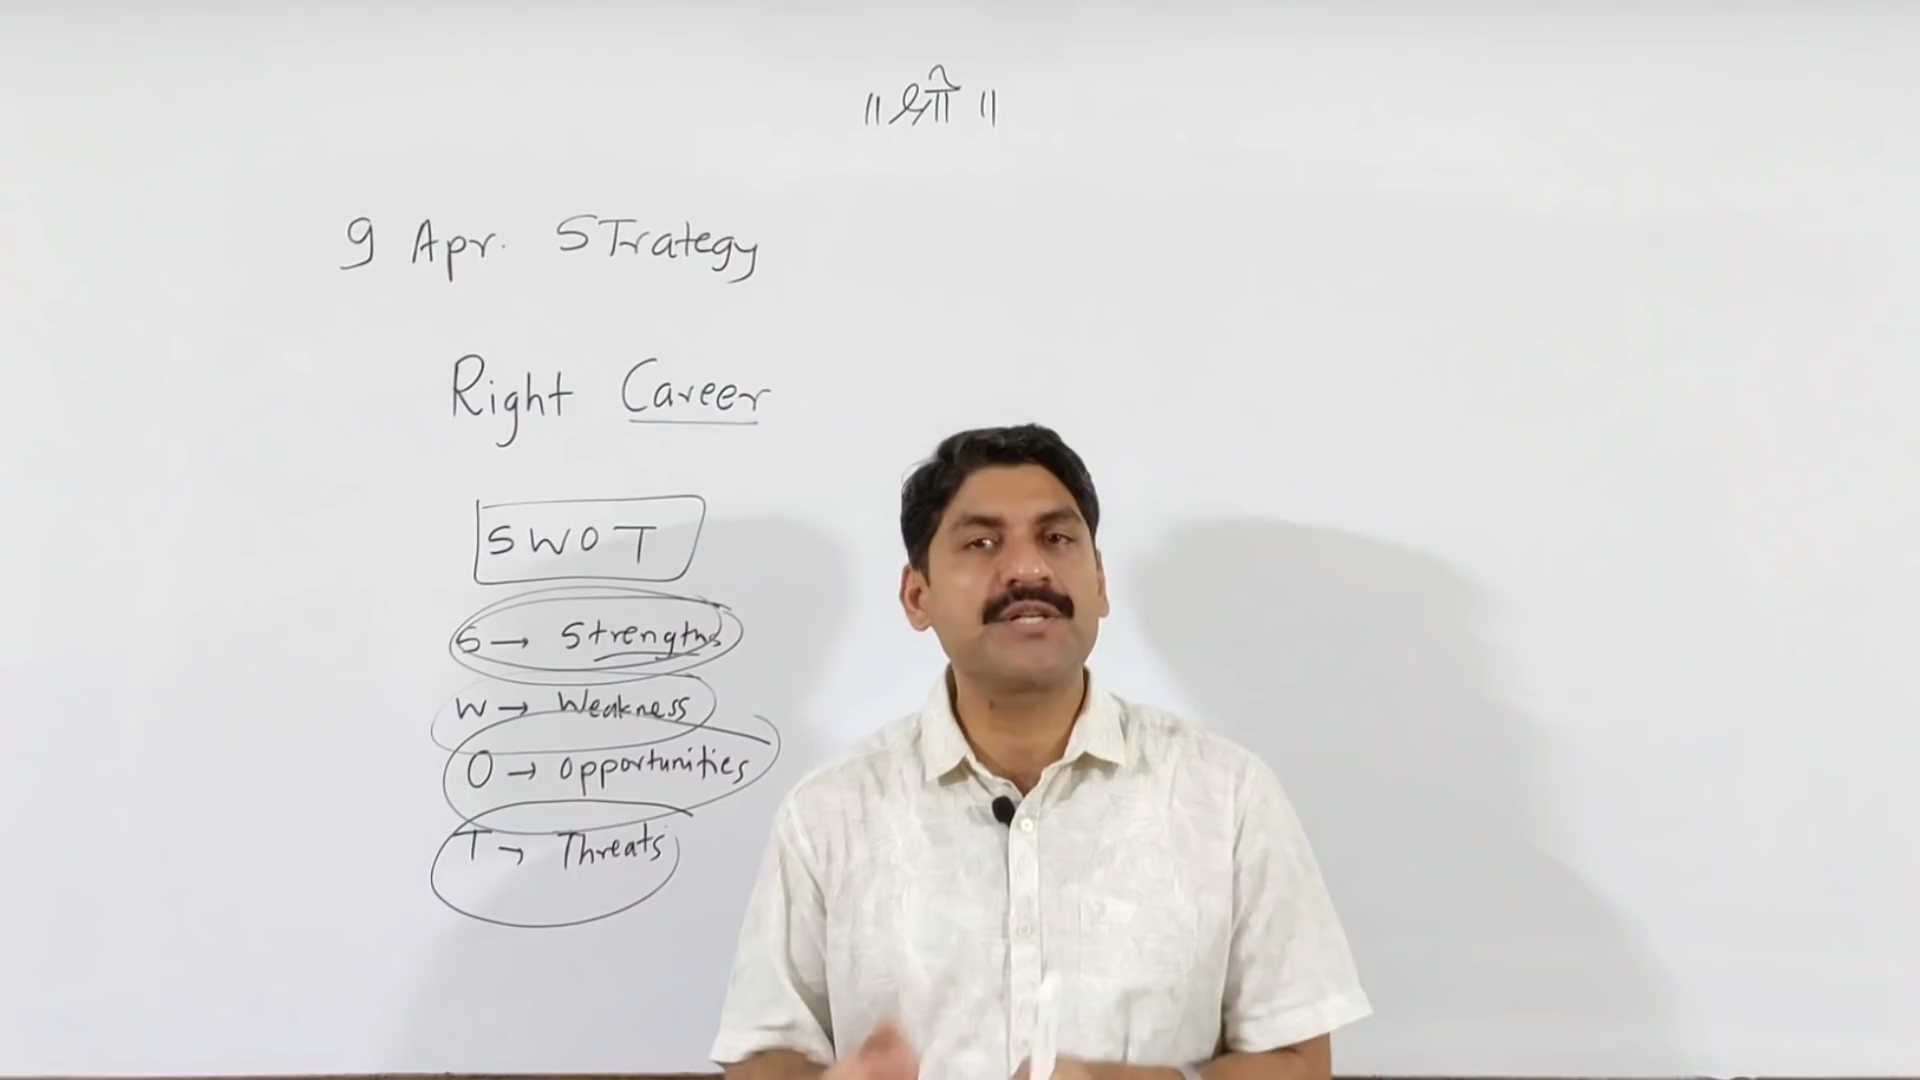 ॥ श्री ॥
9 Apr. STrategy
Right Career
SWOT
S → Strengths
W → Weakness
O → opportunities
T → Threats